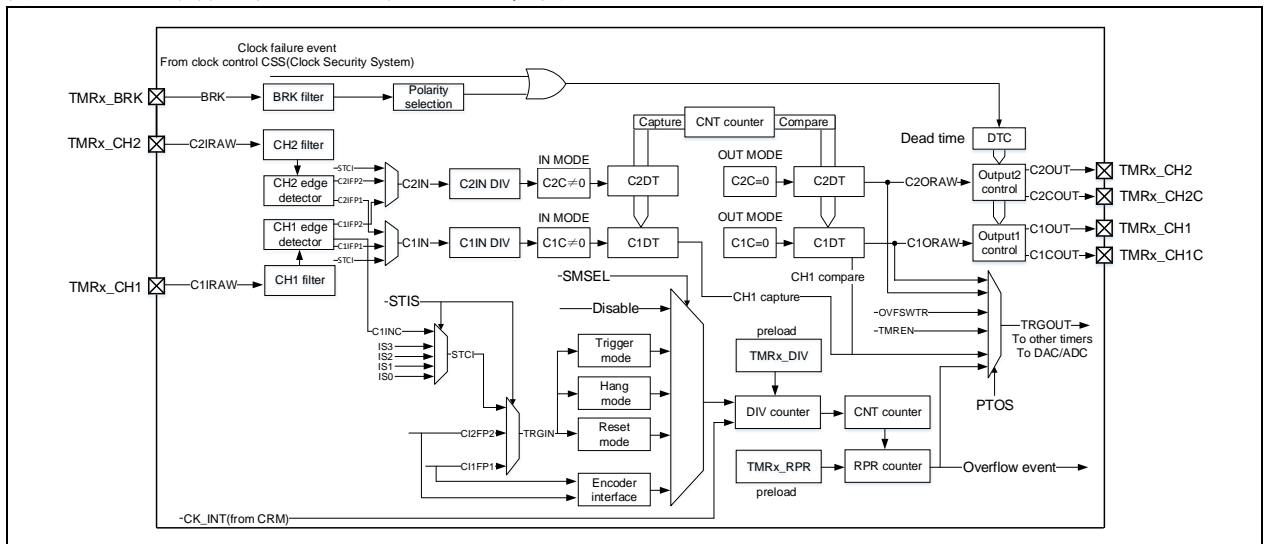 Clock failure event
From clock control CSS(Clock Security System)
TMRx_BRK
BRK
BRK filter
Polarity selection
TMRx_CH2
C2IRAW
CH2 filter
CH2 edge detector
STCI
C2IFP2
C2IFP1
C2IN
C2IN DIV
IN MODE
C2C≠0
C2DT
Capture
CNT counter
Compare
OUT MODE
C2C=0
C2DT
C2ORAW
Dead time
DTC
Output2 control
C2OUT
TMRx_CH2
C2COUT
TMRx_CH2C
CH1 edge detector
C1IFP2
C1IFP1
STCI
C1IN
C1IN DIV
IN MODE
C1C≠0
C1DT
OUT MODE
C1C=0
C1DT
C1ORAW
Output1 control
C1OUT
TMRx_CH1
C1COUT
TMRx_CH1C
TMRx_CH1
C1IRAW
CH1 filter
SMSEL
CH1 compare
CH1 capture
STIS
Disable
C1INC
IS3
IS2
IS1
IS0
STCI
Trigger mode
Hang mode
Reset mode
Encoder interface
CI2FP2
CI1FP1
TRGIN
preload
TMRx_DIV
DIV counter
CNT counter
TMRx_RPR
preload
RPR counter
Overflow event
OVFSWTR
TMREN
TRGOUT
To other timers
To DAC/ADC
PTOS
CK_INT(from CRM)